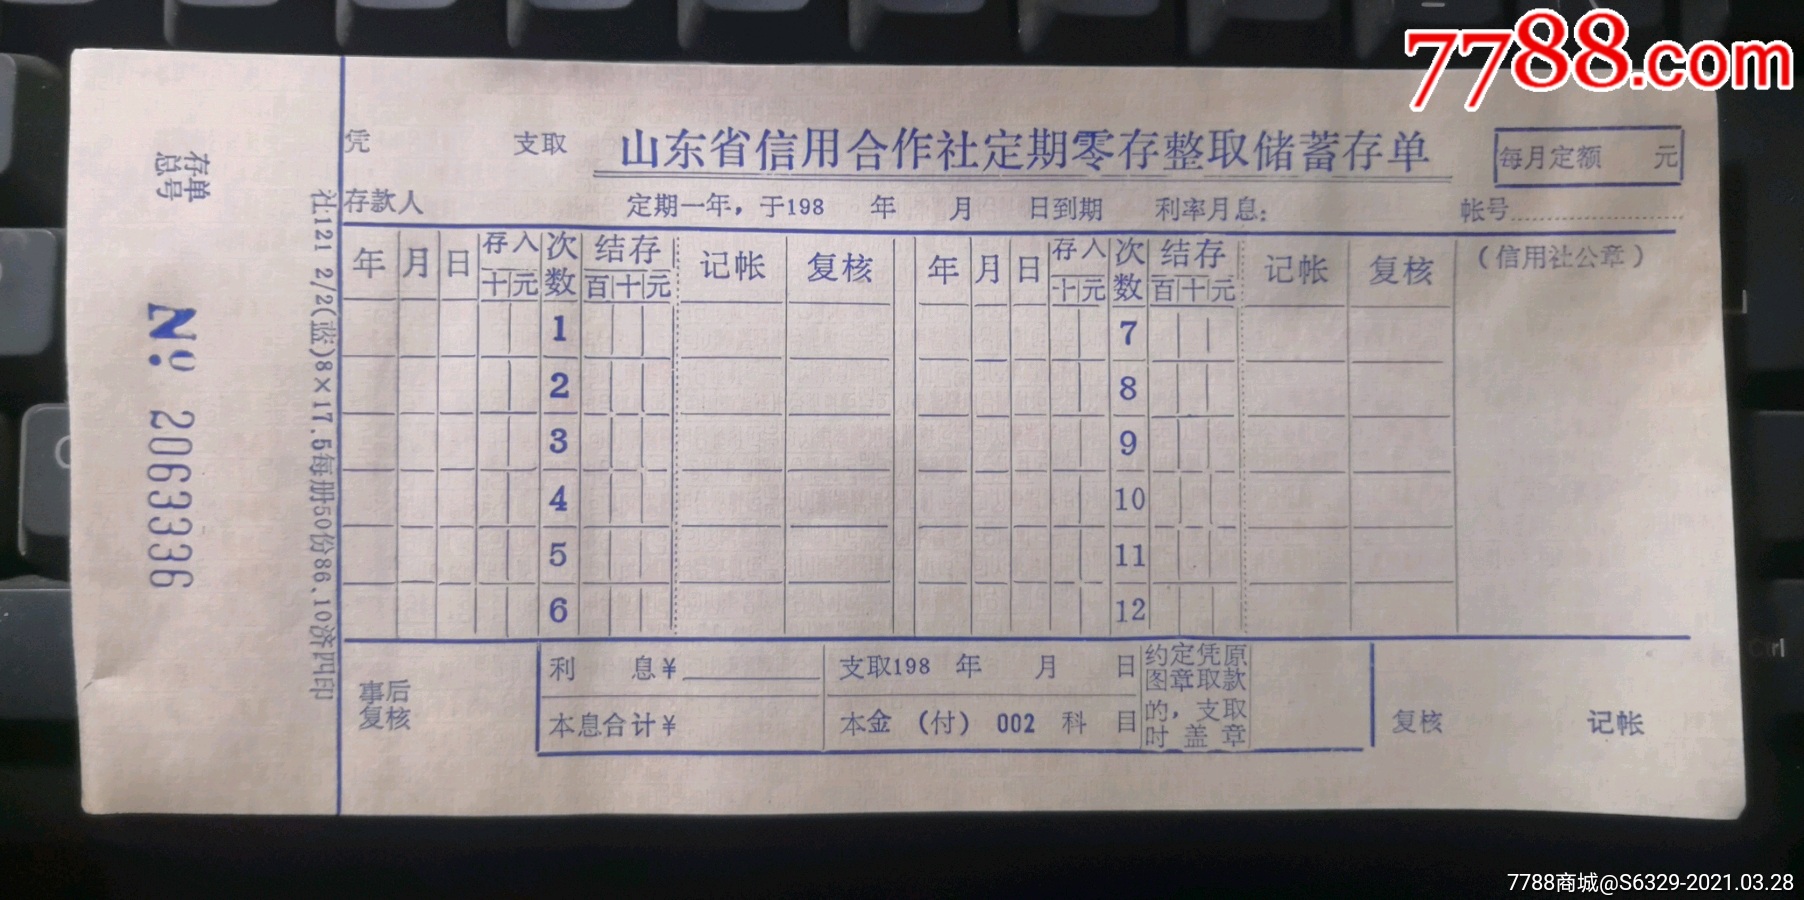 7788.com
存单
总号
№ 2063336
社:21 2/2(蓝)8×17.5每册50份86.10济四印
凭 支取 山东省信用合作社定期零存整取储蓄存单 每月定额 元
存款人 定期一年，于198 年 月 日到期 利率月息： 帐号
年 月 日 存入 次数 结存 记帐 复核 年 月 日 存入 次数 结存 记帐 复核 （信用社公章）
十 元 百 十 元 十 元 百 十 元
1 7
2 8
3 9
4 10
5 11
6 12
事后
复核
利 息¥ 支取198 年 月 日
本息合计¥ 本金（付）002 科 目
约定凭原
图章取款
的，支取
时盖章
复核 记帐
7788商城@S6329-2021.03.28